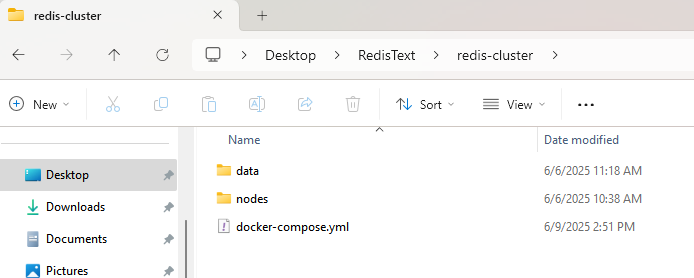 redis-cluster
Desktop > RedisText > redis-cluster >
New Sort View ...
Name Date modified
Desktop
Downloads
Documents
Pictures
data 6/6/2025 11:18 AM
nodes 6/6/2025 10:38 AM
docker-compose.yml 6/9/2025 2:51 PM